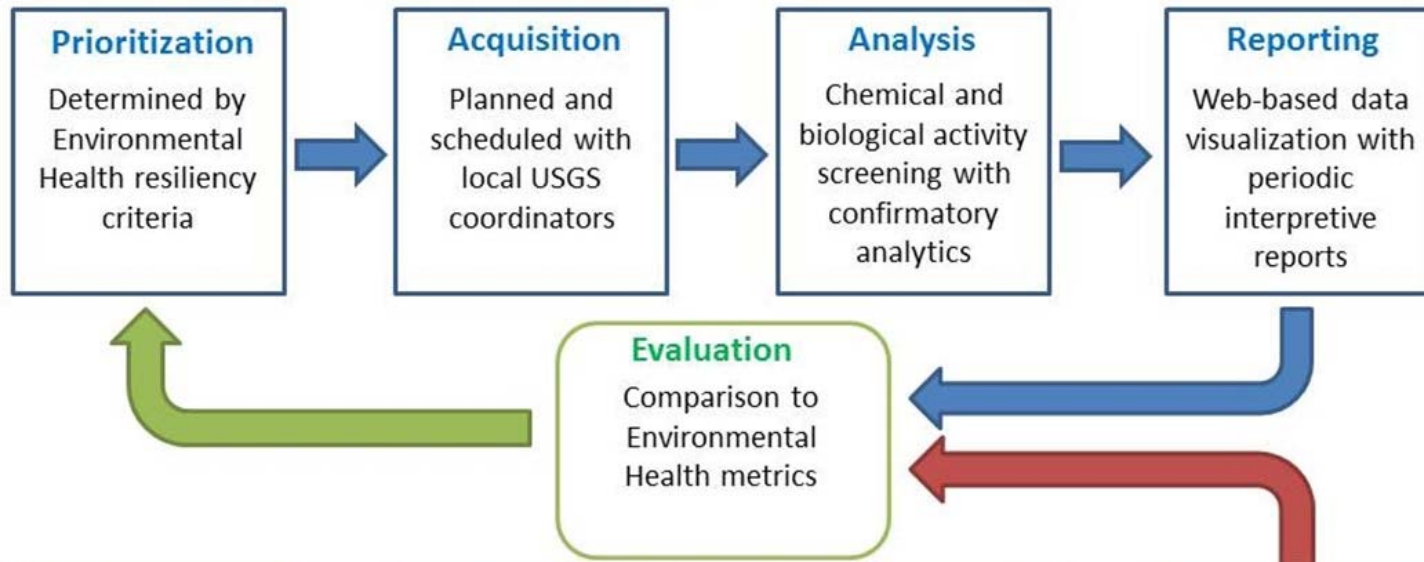 Prioritization
Determined by
Environmental
Health resiliency
criteria
Acquisition
Planned and
scheduled with
local USGS
coordinators
Analysis
Chemical and
biological activity
screening with
confirmatory
analytics
Reporting
Web-based data
visualization with
periodic
interpretive
reports
Evaluation
Comparison to
Environmental
Health metrics